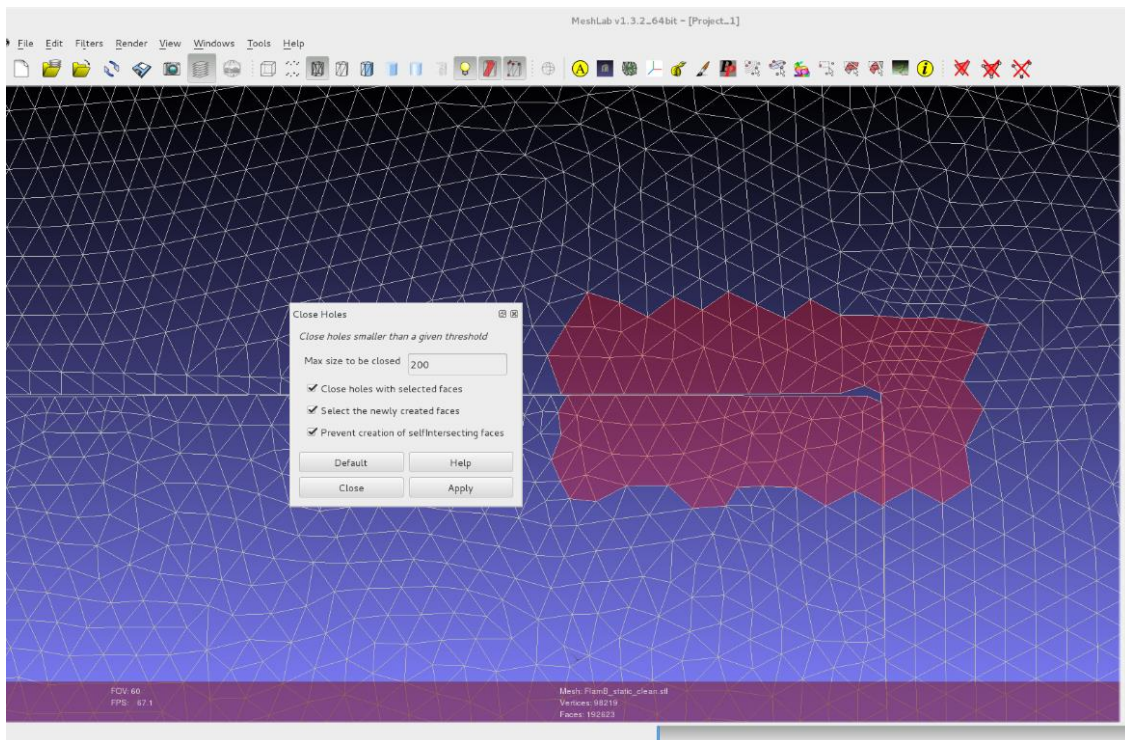 MeshLab v1.3.2_64bit - [Project_1]
File Edit Filters Render View Windows Tools Help
Close Holes
Close holes smaller than a given threshold
Max size to be closed 200
Close holes with selected faces
Select the newly created faces
Prevent creation of selfIntersecting faces
Default Help
Close Apply
FOV: 60
FPS: 67.1
Mesh: FlamB_static_clean.stl
Vertices: 98219
Faces: 192623